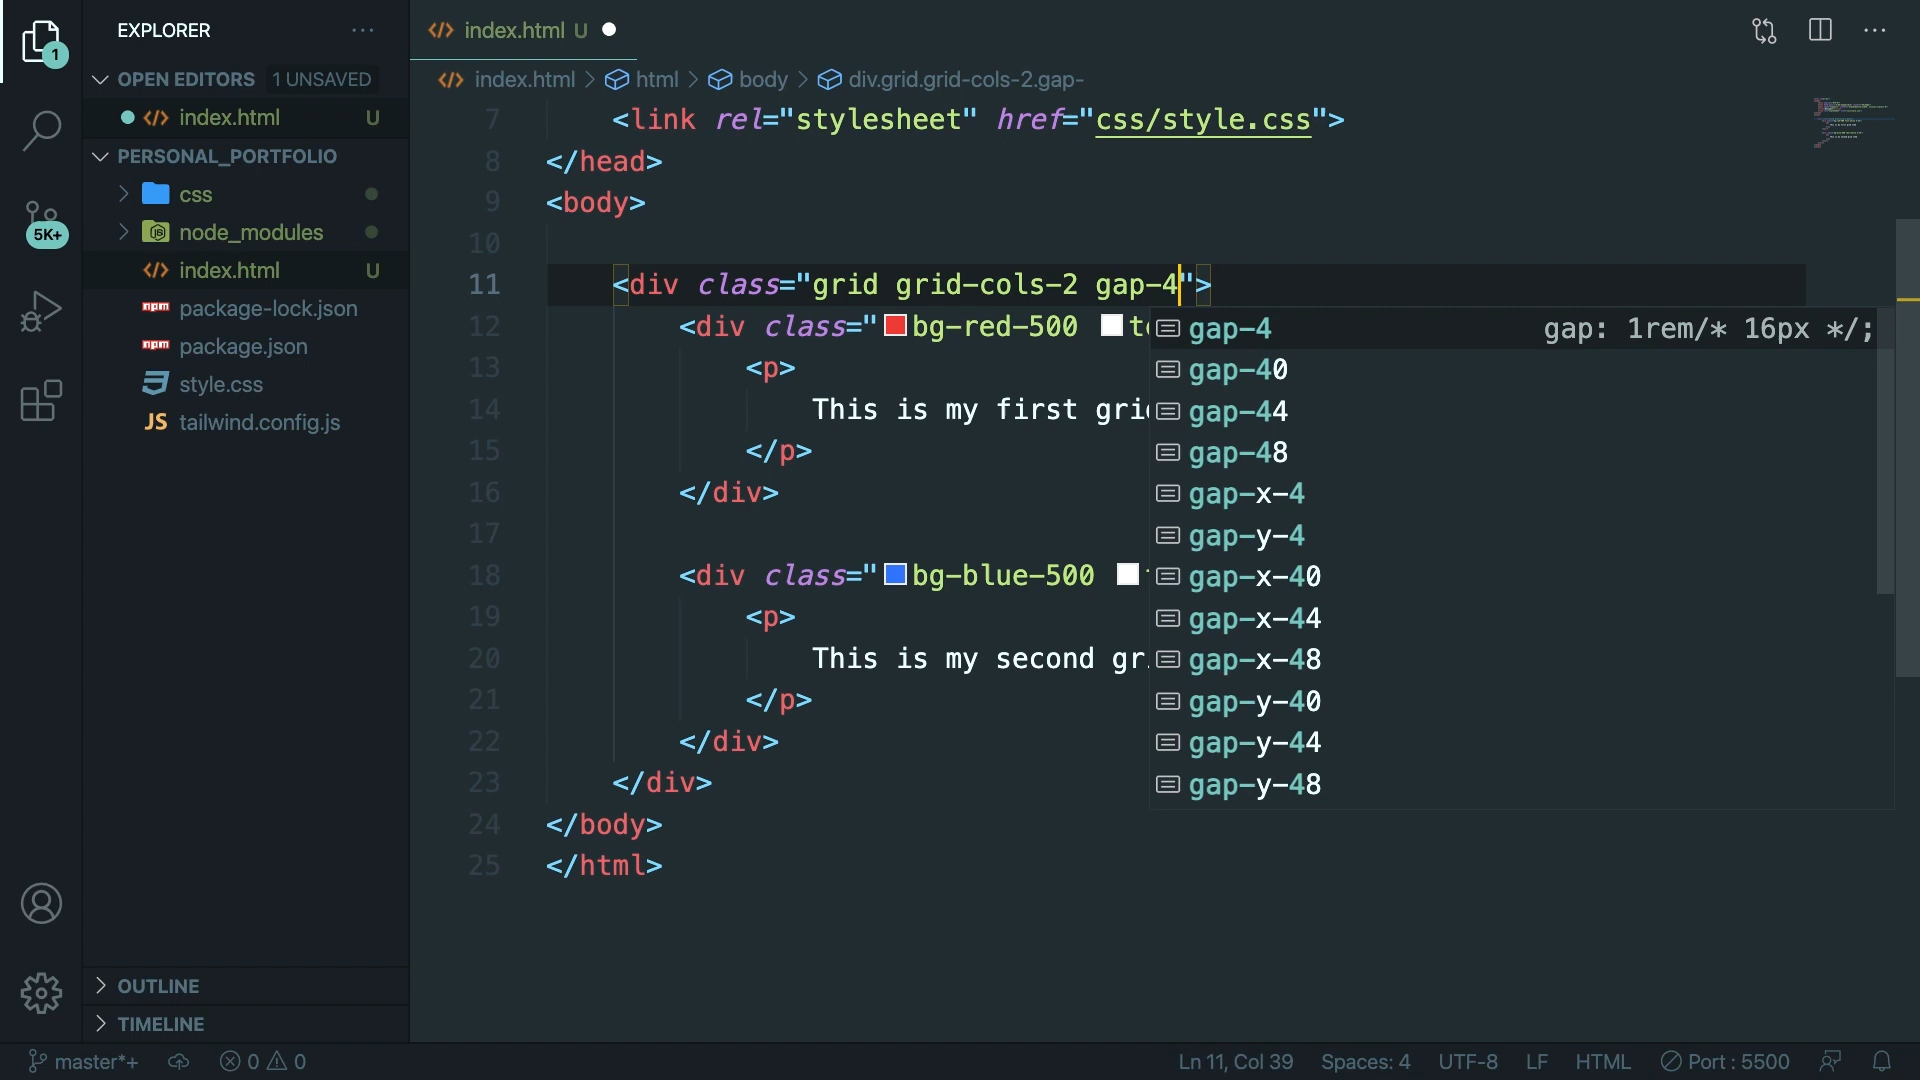 EXPLORER
1
OPEN EDITORS 1 UNSAVED
index.html U
PERSONAL_PORTFOLIO
css
node_modules
index.html U
package-lock.json
package.json
style.css
JS tailwind.config.js
5K+
OUTLINE
TIMELINE
index.html U
index.html > html > body > div.grid.grid-cols-2.gap-
7 <link rel="stylesheet" href="css/style.css">
8 </head>
9 <body>
10
11 <div class="grid grid-cols-2 gap-4">
12 <div class="bg-red-500
13 <p>
14 This is my first
15 </p>
16 </div>
17
18 <div class="bg-blue-500
19 <p>
20 This is my second
21 </p>
22 </div>
23 </div>
24 </body>
25 </html>
gap-4 gap: 1rem/* 16px */;
gap-40
gap-44
gap-48
gap-x-4
gap-y-4
gap-x-40
gap-x-44
gap-x-48
gap-y-40
gap-y-44
gap-y-48
master*+ 0 0 Ln 11, Col 39 Spaces: 4 UTF-8 LF HTML Port : 5500